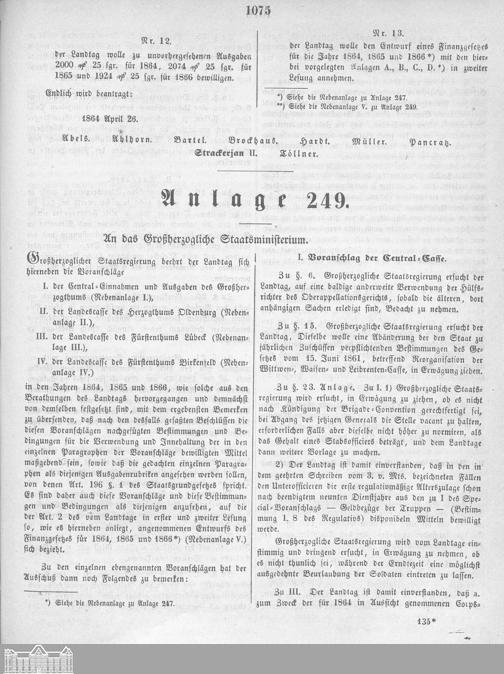 1075
Nr. 12.
der Landtag wolle zu unvorhergesehenen Ausgaben
2000 ₰ 25 sgr. für 1864, 2074 ₰ 25 sgr. für
1865 und 1924 ₰ 25 sgr. für 1866 bewilligen.
Endlich wird beantragt:
Nr. 13.
der Landtag wollen den Entwurf eines Finanzgesetzes
für die Jahre 1864, 1865 und 1866*) mit den hier-
bei vorgelegten Anlagen A., B., C., D.*) in zweiter
Lesung annehmen.
*) Siehe die Nebenanlage zu Anlage 247.
**) Siehe die Nebenanlage V. zu Anlage 249.
1864 April 26.
Abels. Ahlhorn. Bartel. Brockhaus. Hardt. Müller. Pancratz.
Strackerjan II. Töllner.
Anlage 249.
An das Großherzogliche Staatsministerium.
Großherzoglicher Staatsregierung beehrt der Landtag sich
hierneben die Voranschläge
I. der Central-Einnahmen und Ausgaben des Großher-
zogthums (Nebenanlage I.),
II. der Landescasse des Herzogthums Oldenburg (Neben-
anlage II.),
III. der Landescasse des Fürstenthums Lübeck (Nebenan-
lage III.),
IV. der Landescasse des Fürstenthums Birkenfeld (Neben-
anlage IV.)
in den Jahren 1864, 1865 und 1866, wie solche aus den
Berathungen des Landtags hervorgegangen und demnächst
von demselben festgesetzt sind, mit dem ergebensten Bemerken
zu übersenden, daß nach den desfalls gefaßten Beschlüssen die
diesen Voranschlägen nachgefügten Bestimmungen und Be-
dingungen für die Verwendung und Innehaltung der in den
einzelnen Paragraphen der Voranschläge bewilligten Mittel
maßgebend sein, sowie daß die gedachten einzelnen Paragra-
phen als diejenigen Ausgabenrubriken angesehen werden sollen,
von denen Art. 196 § 1 des Staatsgrundgesetzes spricht.
Es sind daher auch diese Voranschläge und diese Bestimmun-
gen und Bedingungen als diejenigen anzusehen, auf die
der Art. 2 des vom Landtage in erster und zweiter Lesung
so, wie es hierneben anliegt, angenommenen Entwurfs des
Finanzgesetzes für 1864, 1865 und 1866*) (Nebenanlage V.)
sich bezieht.
Zu den einzelnen ebengenannten Voranschlägen hat der
Ausschuß dann noch Folgendes zu bemerken:
*) Siehe die Nebenanlage zu Anlage 247.
I. Voranschlag der Central-Casse.
Zu § 6. Großherzogliche Staatsregierung ersucht der
Landtag, auf eine baldige anderweite Verwendung der Hülfs-
richter des Oberappellationsgerichts, sobald die älteren, dort
anhängigen Sachen erledigt sind, Bedacht zu nehmen.
Zu § 15. Großherzogliche Staatsregierung ersucht der
Landtag, Dieselbe wolle eine Abänderung der den Staat zu
jährlichen Zuschüssen verpflichtenden Bestimmungen des Ge-
setzes vom 15. Juni 1861, betreffend Reorganisation der
Wittwen-, Waisen- und Leibrenten-Casse, in Erwägung ziehen.
Zu § 23. Anlage. Zu I. 1) Großherzogliche Staats-
regierung wird ersucht, in Erwägung zu ziehen, ob es nicht
nach Kündigung der Brigade-Convention gerechtfertigt sei,
bei Abgang des jetzigen Generals die Stelle vacant zu halten,
erforderlichen Falls aber dieselbe nicht höher zu normiren, als
das Gehalt eines Stabsofficiers beträgt, und dem Landtage
dann weitere Vorlage zu machen.
2) Der Landtag ist damit einverstanden, daß in den in
dem geehrten Schreiben vom 3. v. Mts. bezeichneten Fällen
den Unterofficieren die erste regulativmäßige Alterszulage schon
nach beendigtem neunten Dienstjahre aus den zu I des Spe-
cial-Voranschlags — Geldbezüge der Truppen — (Bestim-
mung 1. 8 des Regulativs) disponibeln Mitteln bewilligt
werde.
Großherzogliche Staatsregierung wird vom Landtage ein-
stimmig und dringend ersucht, in Erwägung zu nehmen, ob
es nicht thunlich sei, während der Erndtezeit eine möglichst
ausgedehnte Beurlaubung der Soldaten eintreten zu lassen.
Zu III. Der Landtag ist damit einverstanden, daß a.
zum Zweck der für 1864 in Aussicht genommenen Corps-
135*